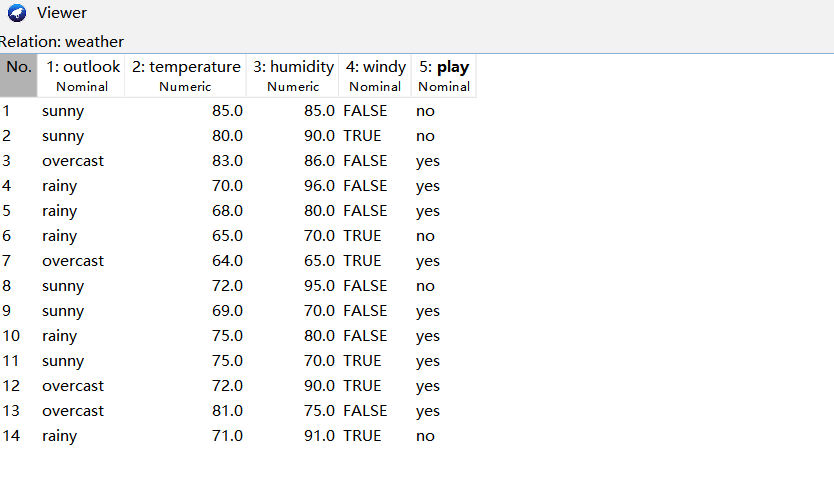 Viewer
Relation: weather
No. 1: outlook 2: temperature 3: humidity 4: windy 5: play
Nominal Numeric Numeric Nominal Nominal
1 sunny 85.0 85.0 FALSE no
2 sunny 80.0 90.0 TRUE no
3 overcast 83.0 86.0 FALSE yes
4 rainy 70.0 96.0 FALSE yes
5 rainy 68.0 80.0 FALSE yes
6 rainy 65.0 70.0 TRUE no
7 overcast 64.0 65.0 TRUE yes
8 sunny 72.0 95.0 FALSE no
9 sunny 69.0 70.0 FALSE yes
10 rainy 75.0 80.0 FALSE yes
11 sunny 75.0 70.0 TRUE yes
12 overcast 72.0 90.0 TRUE yes
13 overcast 81.0 75.0 FALSE yes
14 rainy 71.0 91.0 TRUE no